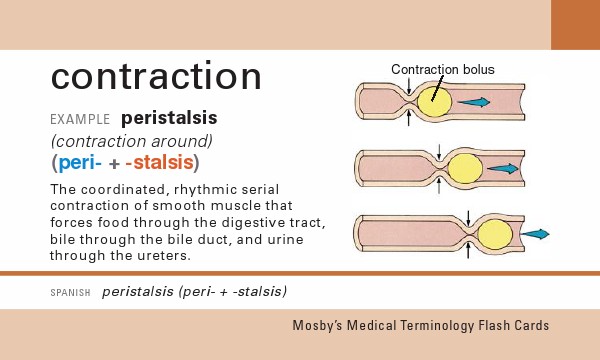 contraction
EXAMPLE peristalsis
(contraction around)
(peri- + -stalsis)
The coordinated, rhythmic serial
contraction of smooth muscle that
forces food through the digestive tract,
bile through the bile duct, and urine
through the ureters.
Contraction bolus
SPANISH peristalsis (peri- + -stalsis)
Mosby's Medical Terminology Flash Cards